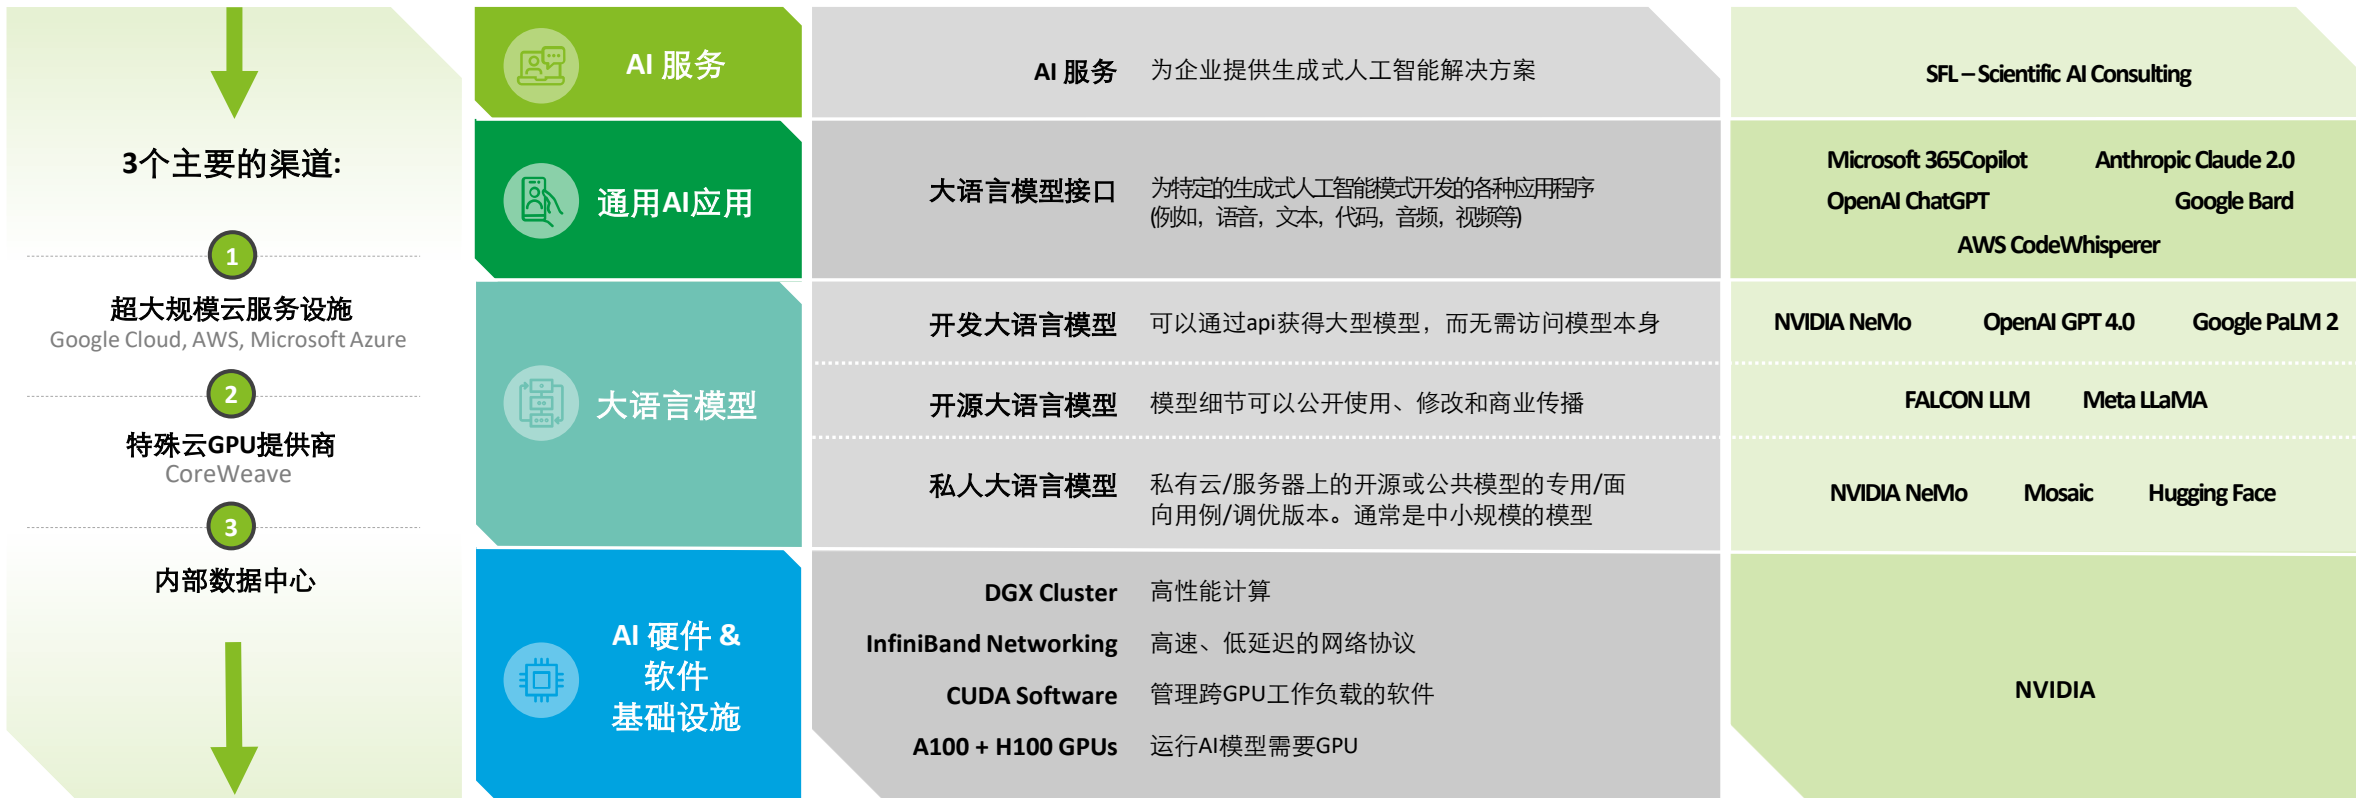 3个主要的渠道:
1
超大规模云服务设施
Google Cloud, AWS, Microsoft Azure
2
特殊云GPU提供商
CoreWeave
3
内部数据中心
AI 服务
AI 服务 为企业提供生成式人工智能解决方案
SFL – Scientific AI Consulting
通用AI应用
大语言模型接口 为特定的生成式人工智能模式开发的各种应用程序
(例如, 语音, 文本, 代码, 音频, 视频等)
Microsoft 365Copilot Anthropic Claude 2.0
OpenAI ChatGPT Google Bard
AWS CodeWhisperer
大语言模型
开发大语言模型 可以通过api获得大型模型，而无需访问模型本身
NVIDIA NeMo OpenAI GPT 4.0 Google PaLM 2
开源大语言模型 模型细节可以公开使用、修改和商业传播
FALCON LLM Meta LLaMA
私人大语言模型 私有云/服务器上的开源或公共模型的专用/面
向用例/调优版本。通常是中小规模的模型
NVIDIA NeMo Mosaic Hugging Face
AI 硬件 &
软件
基础设施
DGX Cluster 高性能计算
InfiniBand Networking 高速、低延迟的网络协议
CUDA Software 管理跨GPU工作负载的软件
A100 + H100 GPUs 运行AI模型需要GPU
NVIDIA